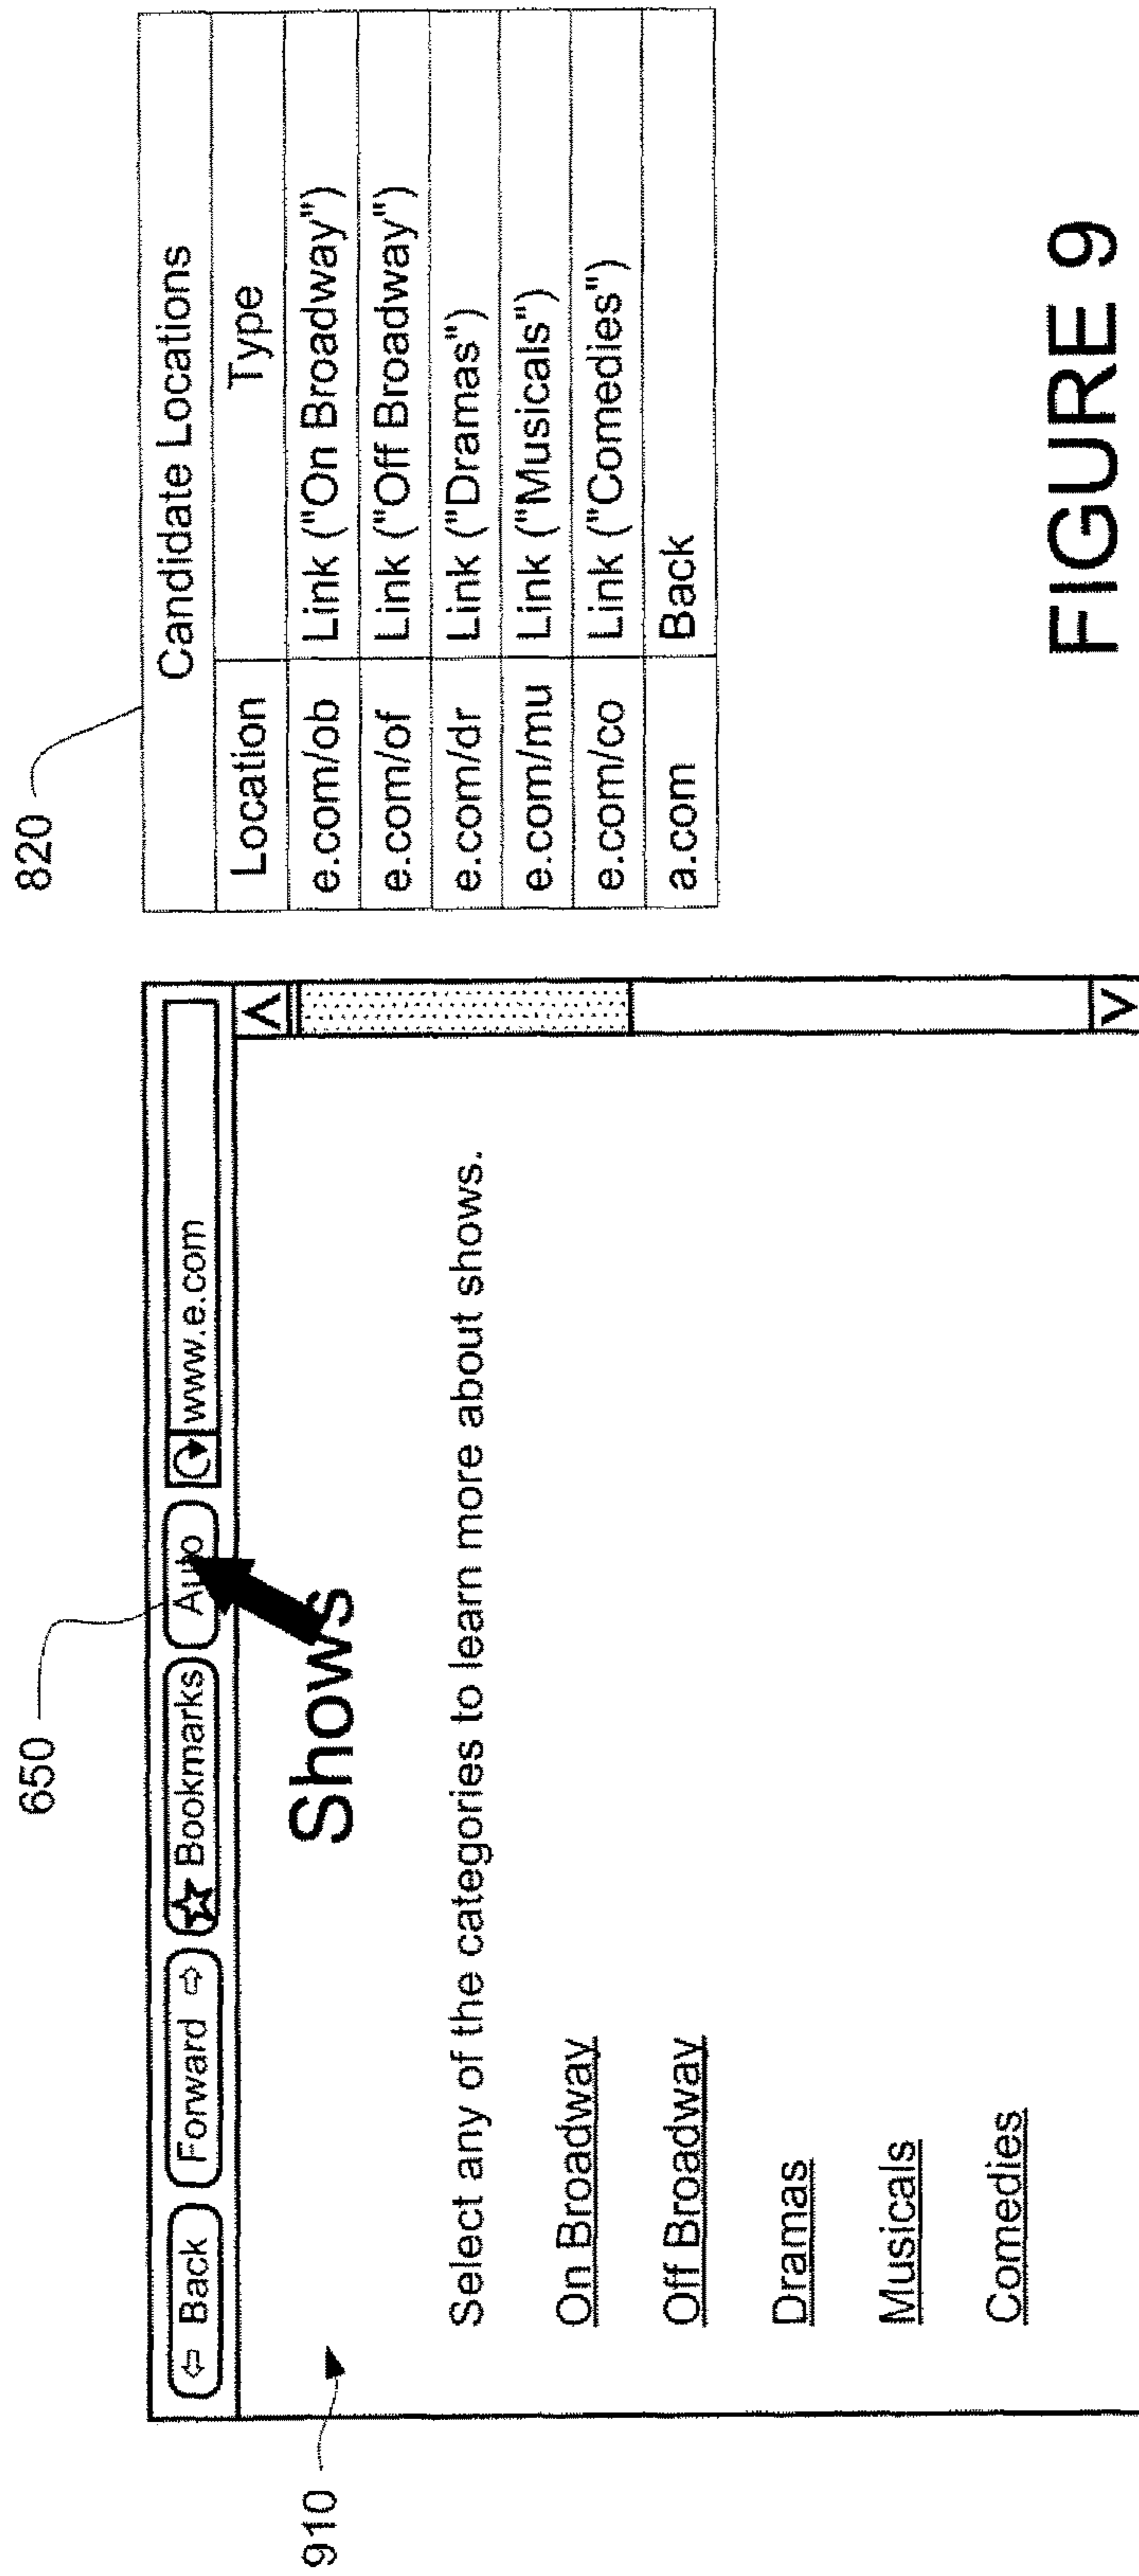 650
820
Back
Forward
Bookmarks
Auto
www.e.com
910
Shows
Select any of the categories to learn more about shows.
On Broadway
Off Broadway
Dramas
Musicals
Comedies
Candidate Locations
Location Type
e.com/ob Link ("On Broadway")
e.com/of Link ("Off Broadway")
e.com/dr Link ("Dramas")
e.com/mu Link ("Musicals")
e.com/co Link ("Comedies")
a.com Back
FIGURE 9